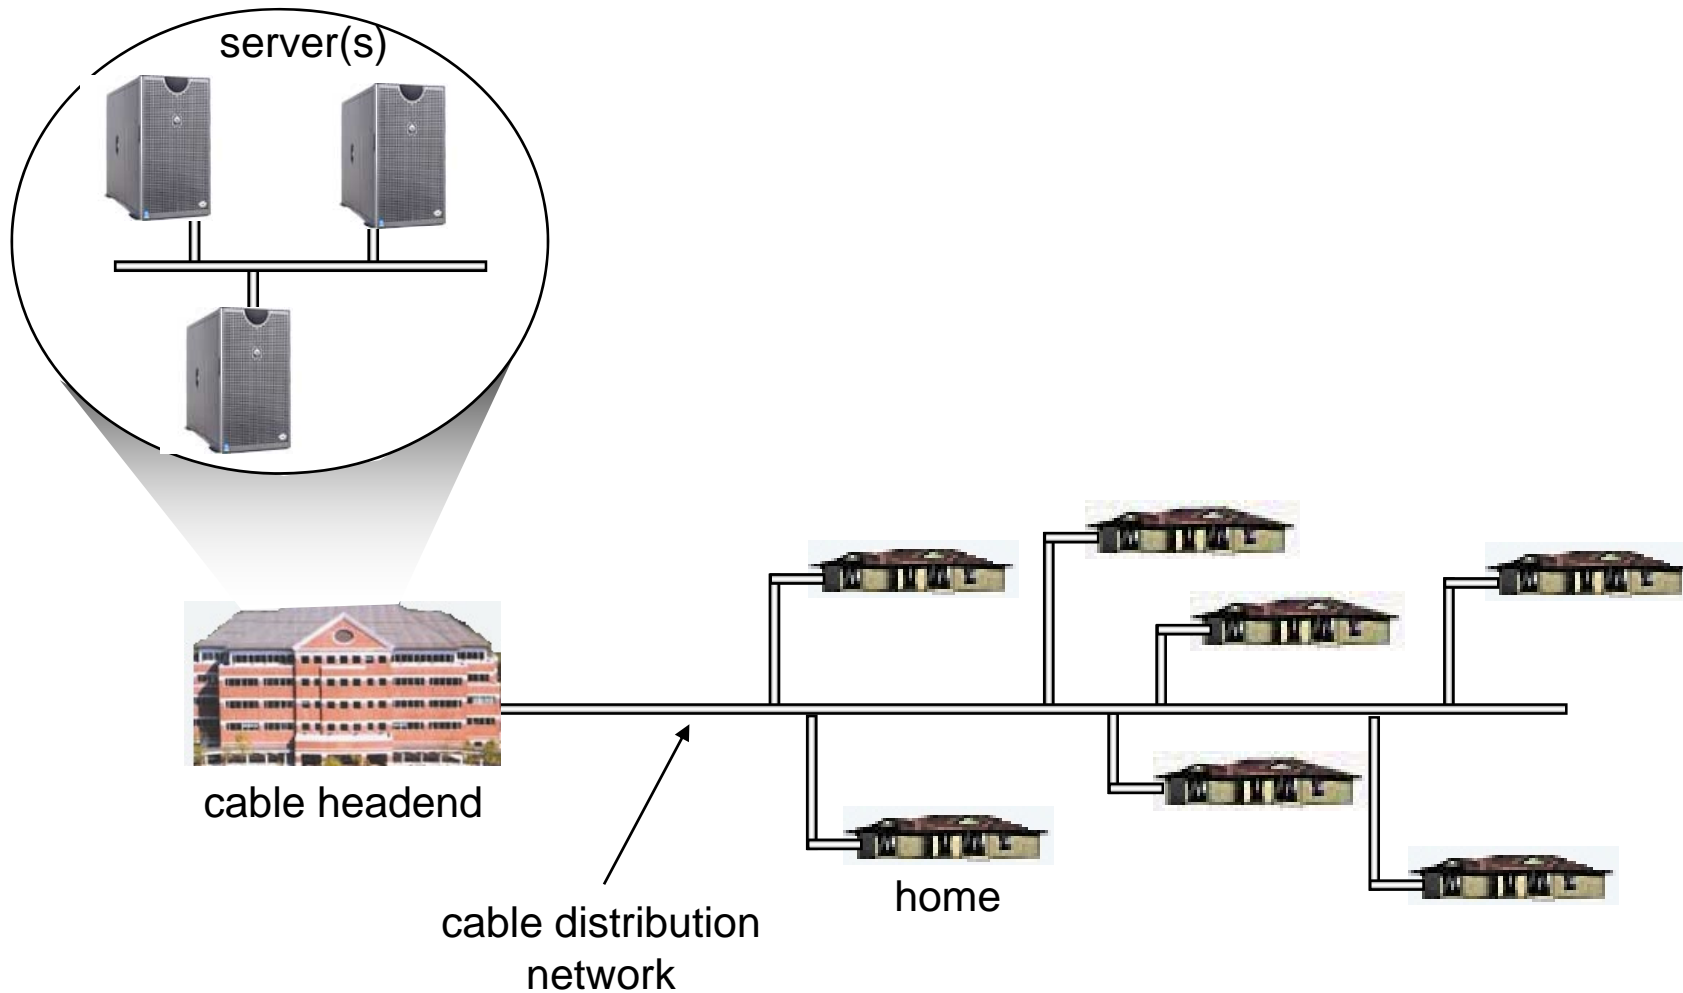 server(s)
cable headend
home
cable distribution
network